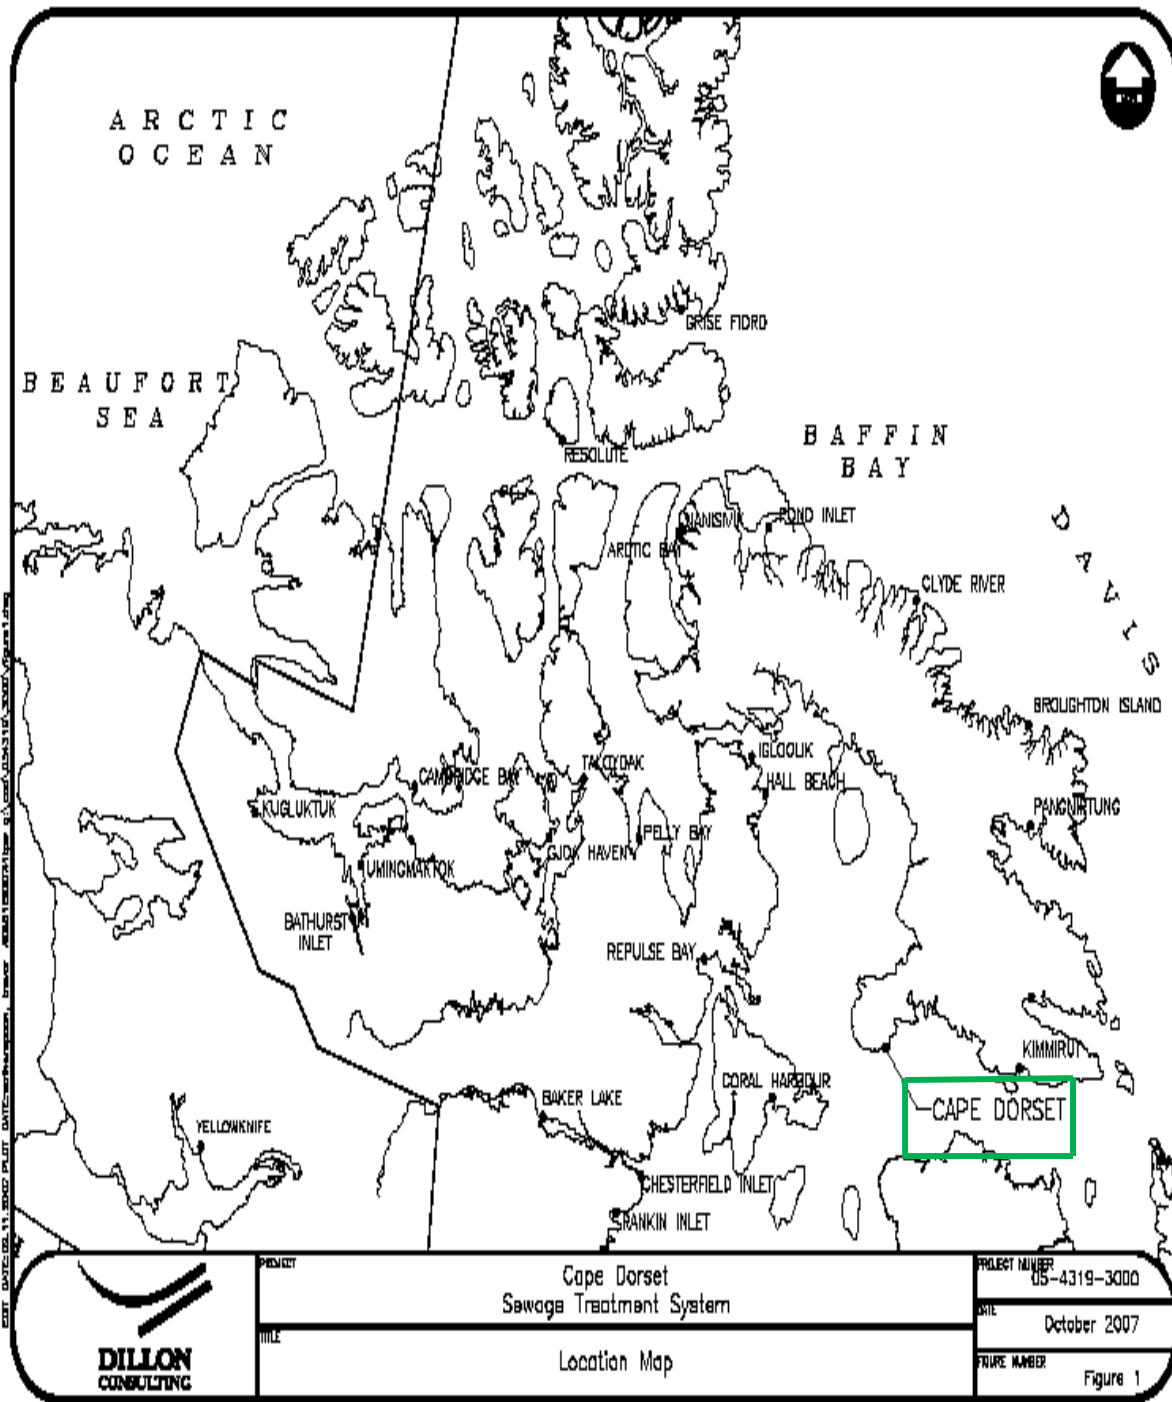 ARCTIC
OCEAN
BEAUFORT
SEA
GRISE FIORD
BAFFIN
BAY
RESOLUTE
NANISIVIK
POND INLET
ARCTIC BAY
DAVIS
CLYDE RIVER
BROUGHTON ISLAND
IGLOOLIK
TALOYOAK
CAMBRIDGE BAY
HALL BEACH
KUGLUKTUK
PANGNIRTUNG
PELLY BAY
GJOA HAVEN
UMINGMAKTOK
BATHURST
INLET
REPULSE BAY
KIMMIRUT
CORAL HARBOUR
BAKER LAKE
CAPE DORSET
YELLOWKNIFE
CHESTERFIELD INLET
RANKIN INLET
PROJECT
Cape Dorset
Sewage Treatment System
TITLE
Location Map
PROJECT NUMBER
05-4319-3000
DATE
October 2007
FIGURE NUMBER
Figure 1
DILLON
CONSULTING